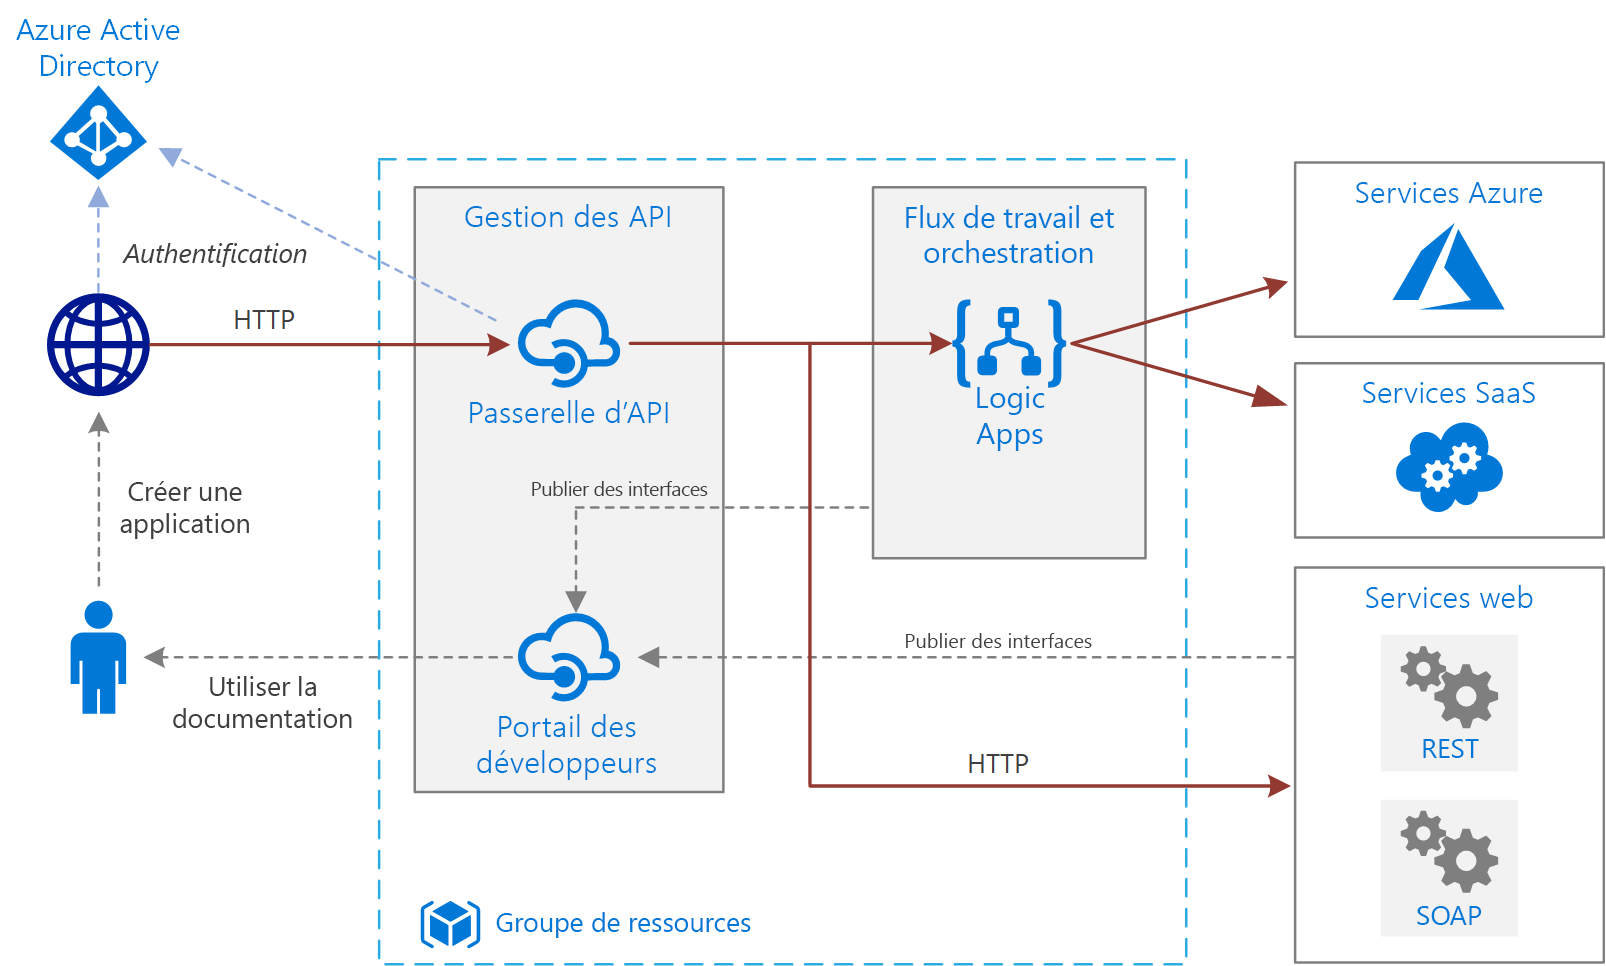 Azure Active
Directory
Authentification
HTTP
Créer une
application
Utiliser la
documentation
Gestion des API
Passerelle d’API
Publier des interfaces
Portail des
développeurs
Flux de travail et
orchestration
Logic
Apps
Publier des interfaces
HTTP
Groupe de ressources
Services Azure
Services SaaS
Services web
REST
SOAP